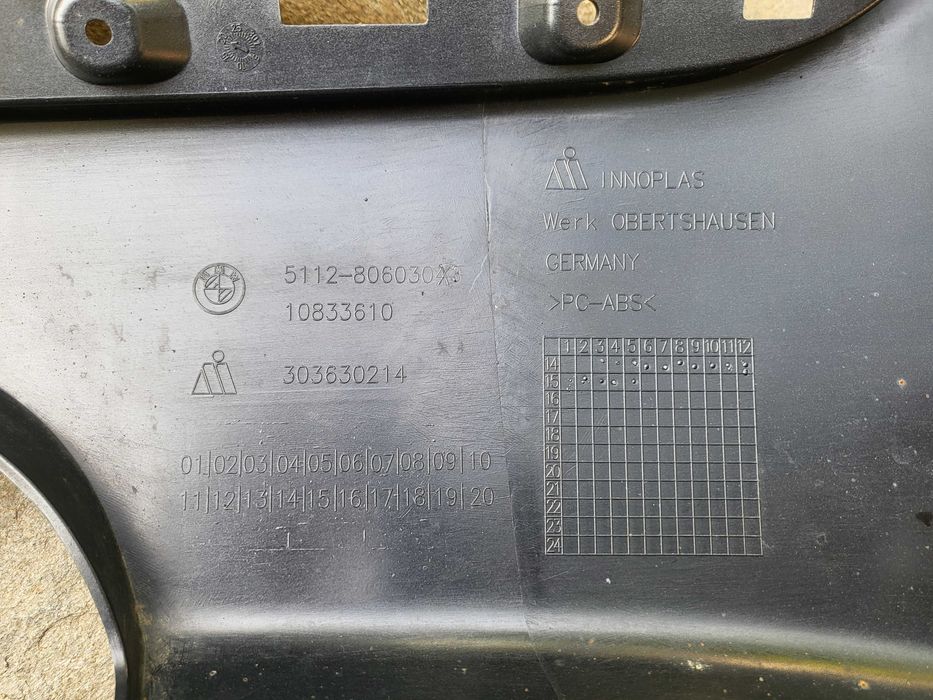 INNOPLAS
Werk OBERTSHAUSEN
GERMANY
>PC-ABS<
BMW
5112-8060303
10833610
303630214
01|02|03|04|05|06|07|08|09|10
11|12|13|14|15|16|17|18|19|20
1 2 3 4 5 6 7 8 9 10 11 12
14
15
16
17
18
19
20
21
22
23
24